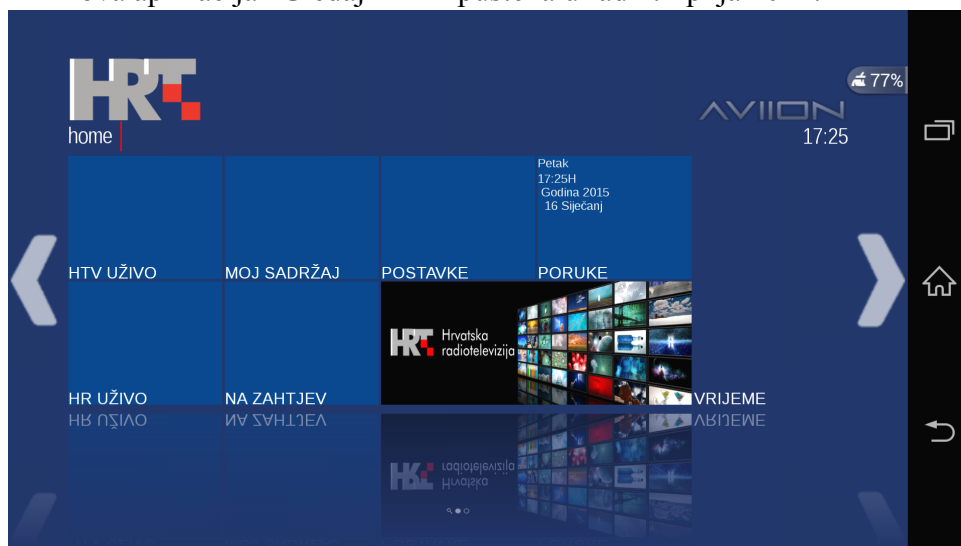 HRT
77%
AVIION
home
17:25
Petak
17:25H
Godina 2015
16 Siječanj
HTV UŽIVO
MOJ SADRŽAJ
POSTAVKE
PORUKE
HRT Hrvatska
radiotelevizija
HR UŽIVO
NA ZAHTJEV
VRIJEME